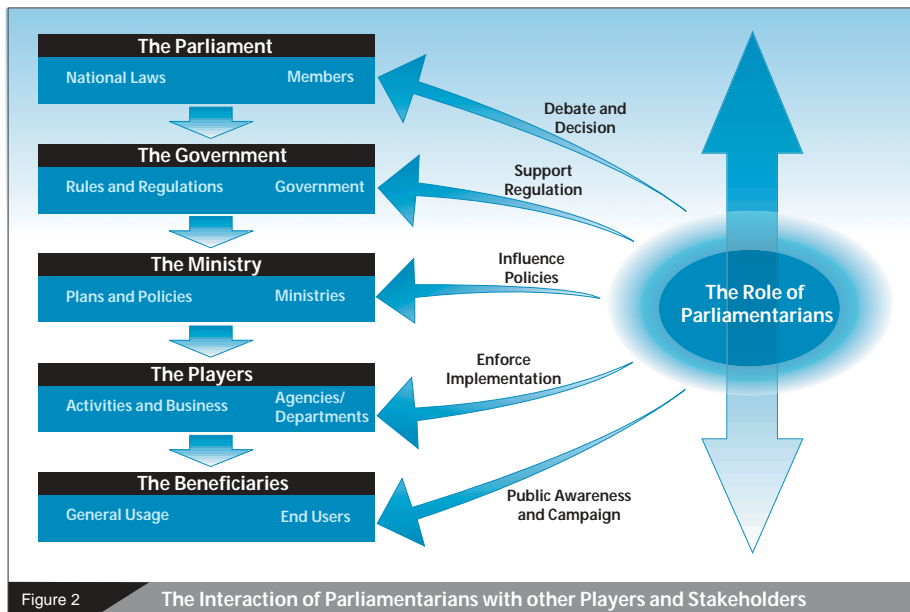 The Parliament
National Laws Members
Debate and
Decision
The Government
Rules and Regulations Government
Support
Regulation
The Ministry
Plans and Policies Ministries
Influence
Policies
The Role of
Parliamentarians
The Players
Activities and Business Agencies/
Departments
Enforce
Implementation
The Beneficiaries
General Usage End Users
Public Awareness
and Campaign
Figure 2 The Interaction of Parliamentarians with other Players and Stakeholders